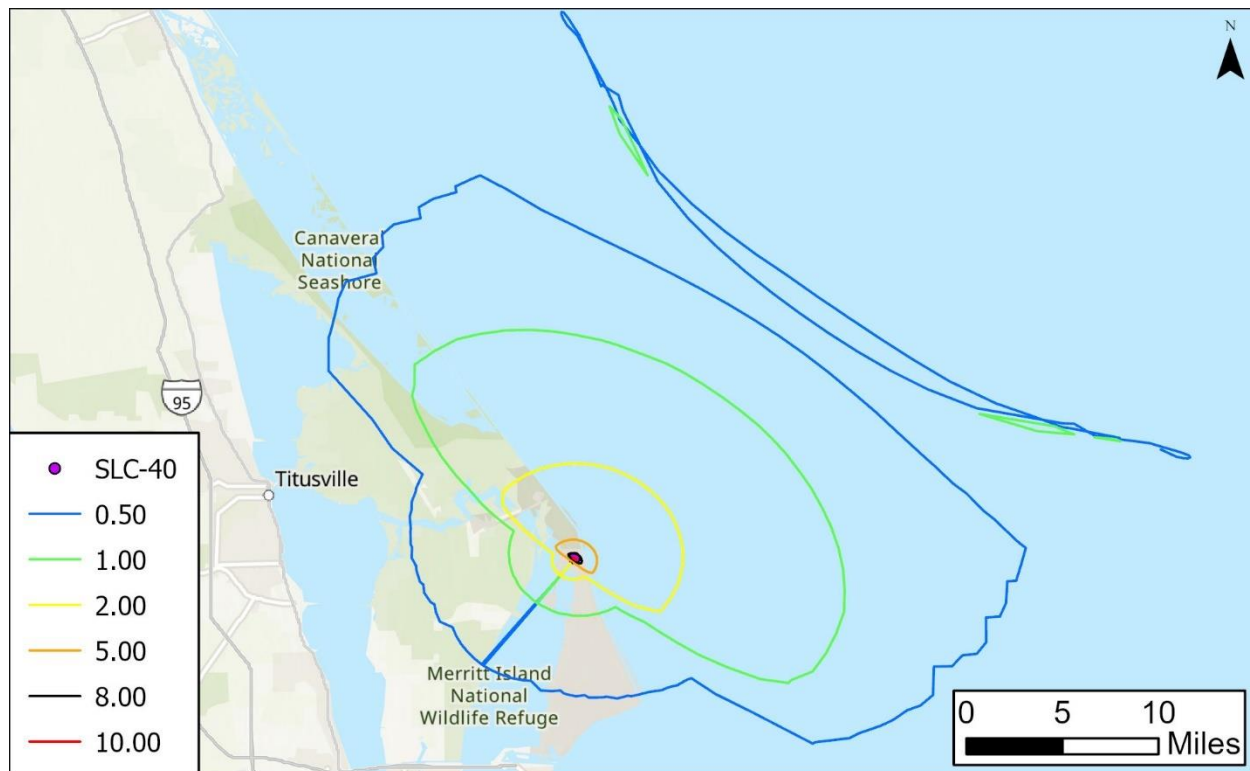 N
Canaveral
National
Seashore
95
Titusville
SLC-40
0.50
1.00
2.00
5.00
8.00
10.00
Merritt Island
National
Wildlife Refuge
0 5 10
Miles